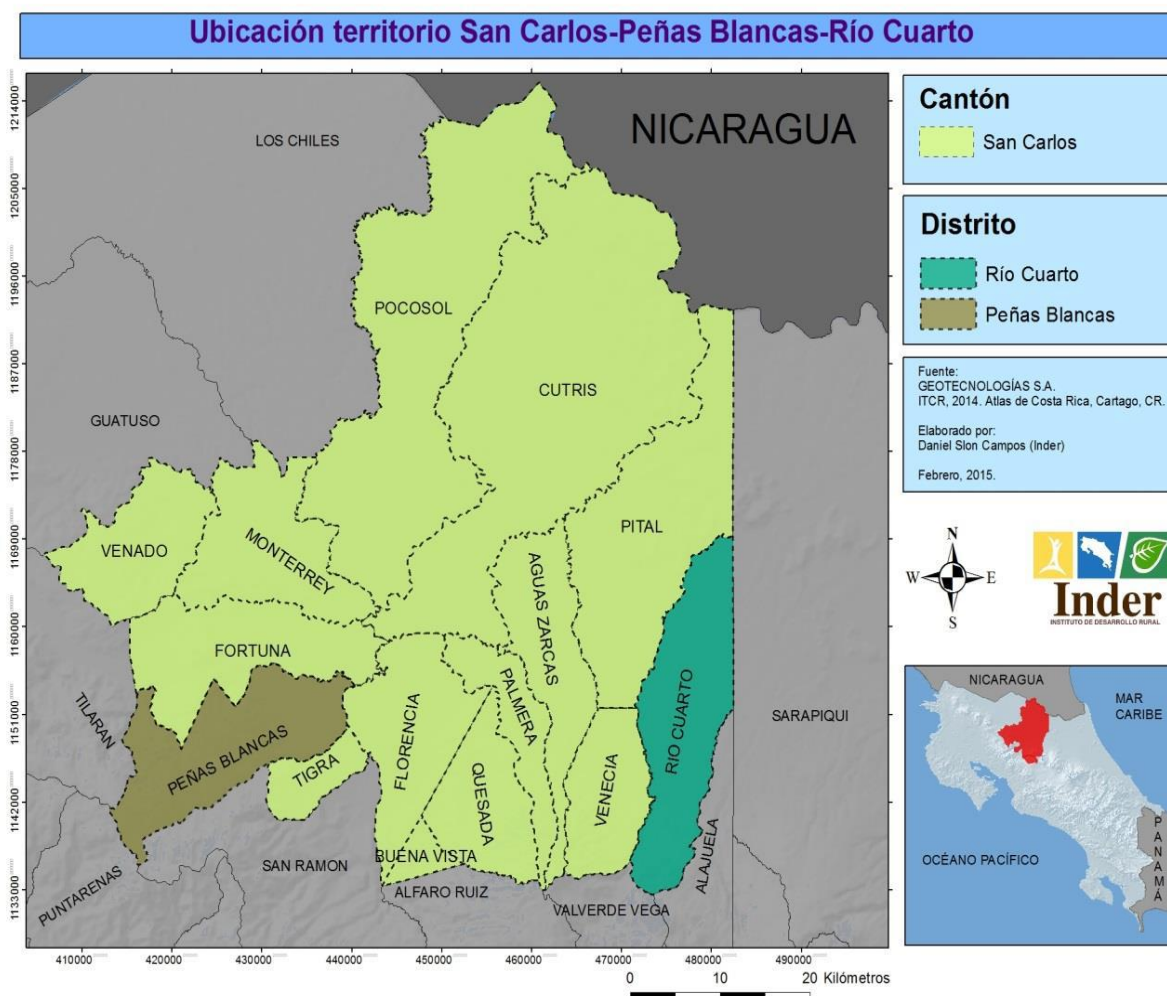 Ubicación territorio San Carlos-Peñas Blancas-Río Cuarto
NICARAGUA
LOS CHILES
POCOSOL
CUTRIS
GUATUSO
PITAL
VENADO
MONTERREY
AGUAS ZARCAS
FORTUNA
PALMERA
RIO CUARTO
TILARAN
SARAPIQUI
FLORENCIA
PEÑAS BLANCAS
TIGRA
QUESADA
VENECIA
BUENA VISTA
SAN RAMON
ALFARO RUIZ
ALAJUELA
PUNTARENAS
VALVERDE VEGA
1214000
1205000
1196000
1187000
1178000
1169000
1160000
1151000
1142000
1133000
410000 420000 430000 440000 450000 460000 470000 480000 490000
0 10 20 Kilómetros
Cantón
San Carlos
Distrito
Río Cuarto
Peñas Blancas
Fuente:
GEOTECNOLOGÍAS S.A.
ITCR, 2014. Atlas de Costa Rica, Cartago, CR.
Elaborado por:
Daniel Slon Campos (Inder)
Febrero, 2015.
N
W E
S
Inder
INSTITUTO DE DESARROLLO RURAL
NICARAGUA
MAR
CARIBE
OCÉANO PACÍFICO
PANAMÁ